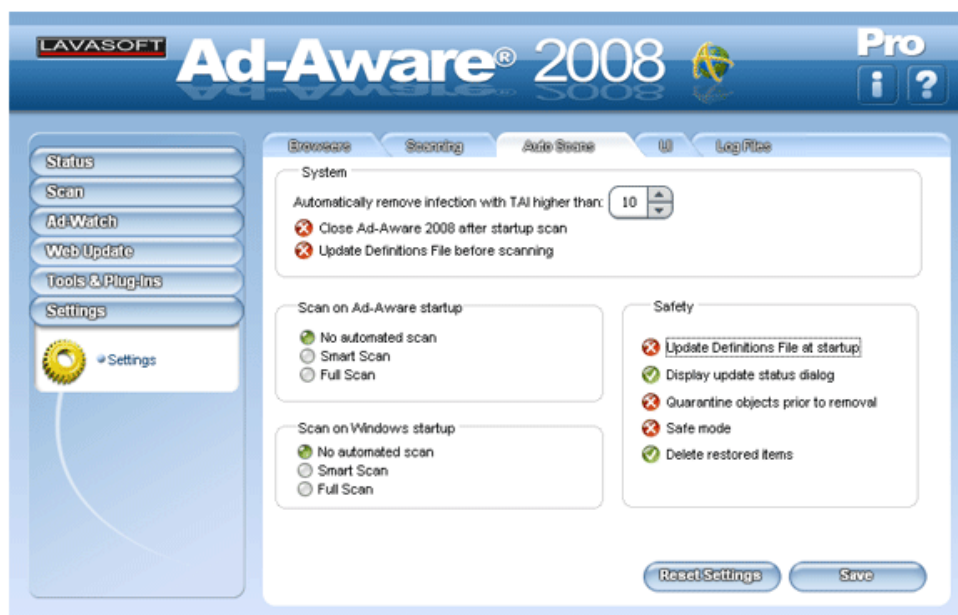 LAVASOFT
Ad-Aware® 2008
Pro
Status
Scan
Ad-Watch
Web Update
Tools & Plug-Ins
Settings
Settings
Browsers
Scanning
Auto Scans
UI
Log Files
System
Automatically remove infection with TAI higher than: 10
Close Ad-Aware 2008 after startup scan
Update Definitions File before scanning
Scan on Ad-Aware startup
No automated scan
Smart Scan
Full Scan
Scan on Windows startup
No automated scan
Smart Scan
Full Scan
Safety
Update Definitions File at startup
Display update status dialog
Quarantine objects prior to removal
Safe mode
Delete restored items
Reset Settings
Save